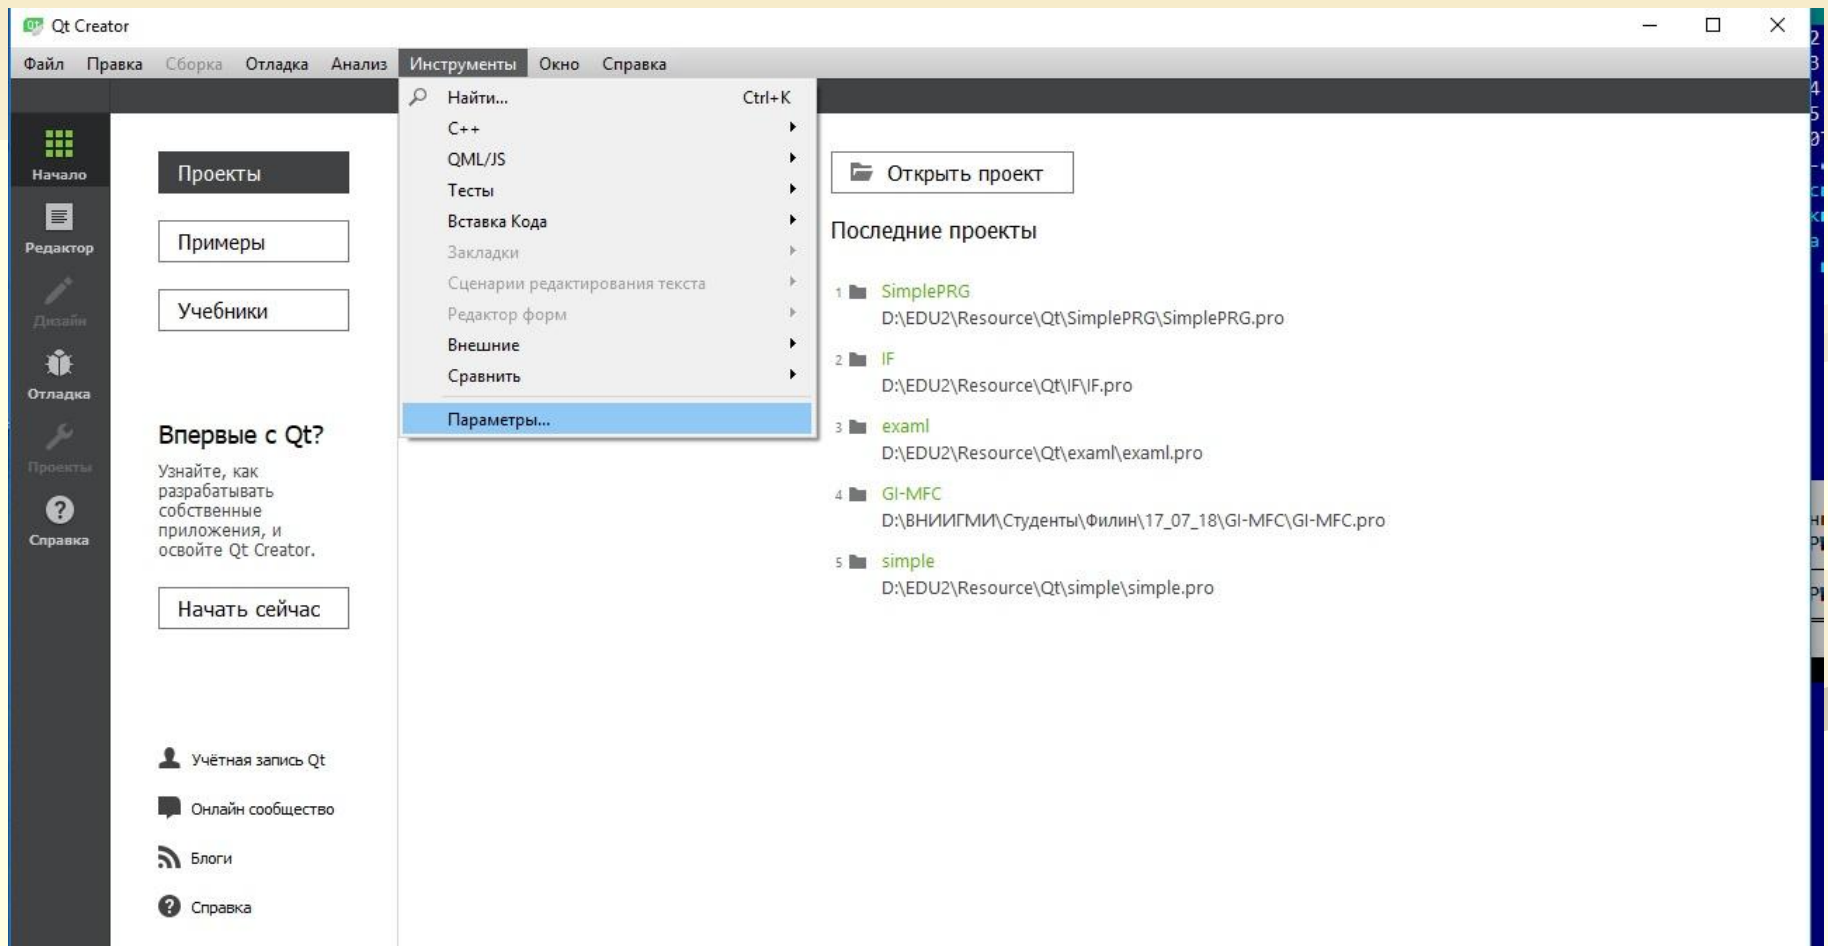 Qt Creator
Файл Правка Сборка Отладка Анализ Инструменты Окно Справка
Найти... Ctrl+K
C++
QML/JS
Тесты
Вставка Кода
Закладки
Сценарии редактирования текста
Редактор форм
Внешние
Сравнить
Параметры...
Начало
Редактор
Дизайн
Отладка
Проекты
Справка
Проекты
Примеры
Учебники
Впервые с Qt?
Узнайте, как
разрабатывать
собственные
приложения, и
освойте Qt Creator.
Начать сейчас
Учётная запись Qt
Онлайн сообщество
Блоги
Справка
Открыть проект
Последние проекты
1 SimplePRG
D:\EDU2\Resource\Qt\SimplePRG\SimplePRG.pro
2 IF
D:\EDU2\Resource\Qt\IF\IF.pro
3 examl
D:\EDU2\Resource\Qt\examl\examl.pro
4 GI-MFC
D:\ВНИИГМИ\Студенты\Филин\17_07_18\GI-MFC\GI-MFC.pro
5 simple
D:\EDU2\Resource\Qt\simple\simple.pro